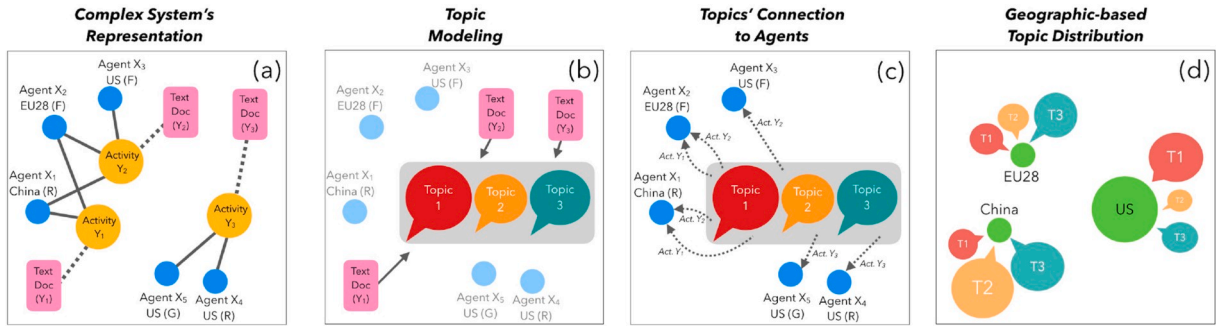 Complex System's
Representation
Topic
Modeling
Topics' Connection
to Agents
Geographic-based
Topic Distribution
(a)
Agent X₃
US (F)
Agent X₂
EU28 (F)
Text
Doc
(Y₂)
Text
Doc
(Y₃)
Activity
Y₂
Agent X₁
China (R)
Activity
Y₁
Activity
Y₃
Text
Doc
(Y₁)
Agent X₅
US (G)
Agent X₄
US (R)
(b)
Agent X₃
US (F)
Agent X₂
EU28 (F)
Text
Doc
(Y₂)
Text
Doc
(Y₃)
Agent X₁
China (R)
Topic
1
Topic
2
Topic
3
Text
Doc
(Y₁)
Agent X₅
US (G)
Agent X₄
US (R)
(c)
Agent X₃
US (F)
Agent X₂
EU28 (F)
Act. Y₂
Act. Y₂
Act. Y₁
Agent X₁
China (R)
Topic
1
Topic
2
Topic
3
Act. Y₂
Act. Y₁
Act. Y₃
Act. Y₃
Agent X₅
US (G)
Agent X₄
US (R)
(d)
T1
T2
T3
EU28
T1
US
T2
T3
China
T1
T2
T3